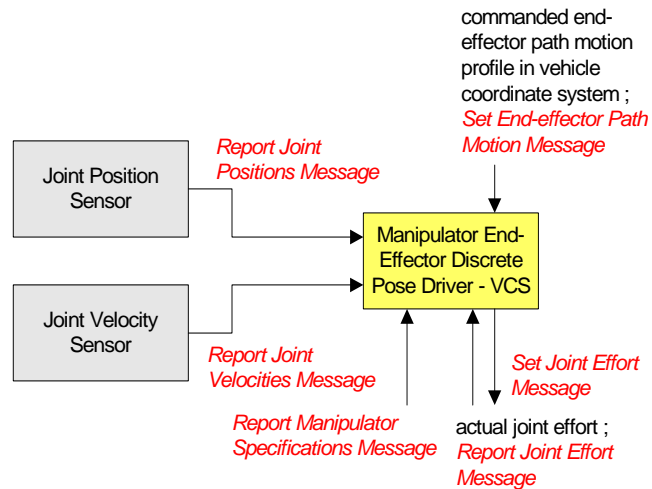 commanded end-
effector path motion
profile in vehicle
coordinate system ;
Set End-effector Path
Motion Message
Report Joint
Positions Message
Joint Position
Sensor
Manipulator End-
Effector Discrete
Pose Driver - VCS
Joint Velocity
Sensor
Report Joint
Velocities Message
Set Joint Effort
Message
Report Manipulator
Specifications Message
actual joint effort ;
Report Joint Effort
Message